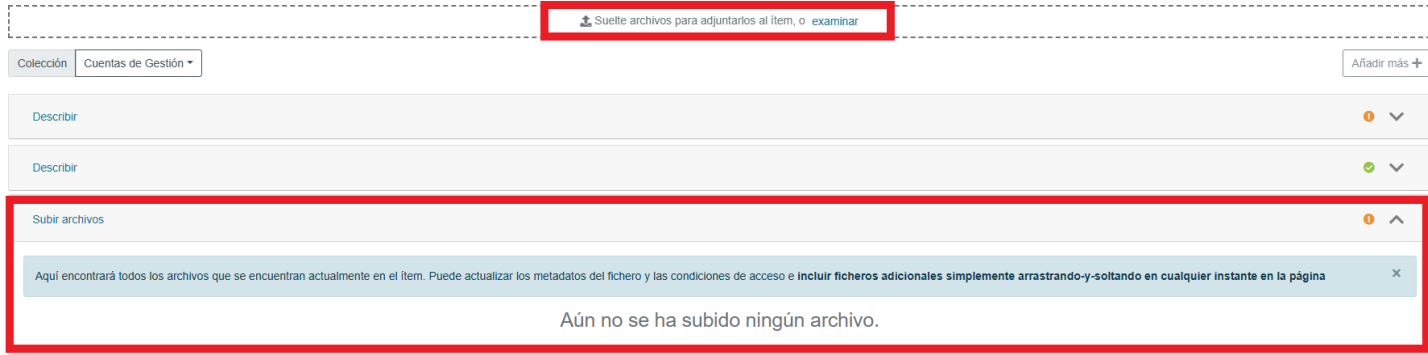 Suelte archivos para adjuntarlos al ítem, o examinar
Colección Cuentas de Gestión Añadir más
Describir
Describir
Subir archivos
Aquí encontrará todos los archivos que se encuentran actualmente en el ítem. Puede actualizar los metadatos del fichero y las condiciones de acceso e incluir ficheros adicionales simplemente arrastrando-y-soltando en cualquier instante en la página
Aún no se ha subido ningún archivo.